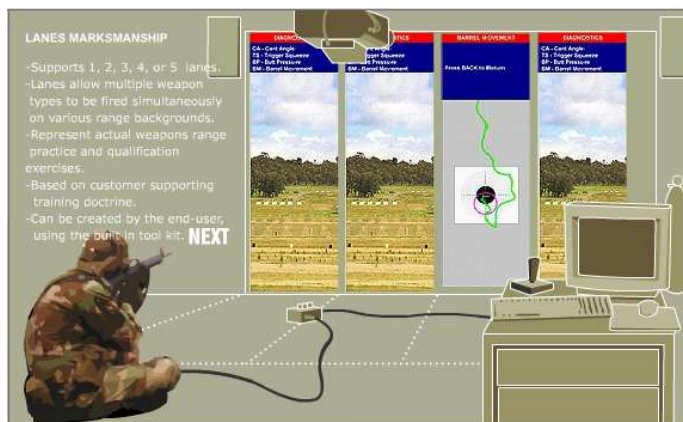 LANES MARKSMANSHIP
-Supports 1, 2, 3, 4, or 5 lanes.
-Lanes allow multiple weapon
types to be fired simultaneously
on various range backgrounds.
-Represent actual weapons range
practice and qualification
exercises.
-Based on customer supporting
training doctrine.
-Can be created by the end-user,
using the built in tool kit. NEXT
CA - Cant Angle
TS - Trigger Squeeze
BP - Butt Pressure
BM - Barrel Movement
TS - Trigger Squeeze
BP - Butt Pressure
BM - Barrel Movement
BARREL MOVEMENT
Press BACK to Return
DIAGNOSTICS
CA - Cant Angle
TS - Trigger Squeeze
BP - Butt Pressure
BM - Barrel Movement